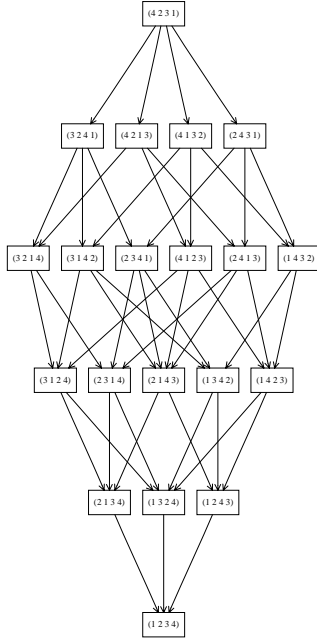 (4 2 3 1)
(3 2 4 1) (4 2 1 3) (4 1 3 2) (2 4 3 1)
(3 2 1 4) (3 1 4 2) (2 3 4 1) (4 1 2 3) (2 4 1 3) (1 4 3 2)
(3 1 2 4) (2 3 1 4) (2 1 4 3) (1 3 4 2) (1 4 2 3)
(2 1 3 4) (1 3 2 4) (1 2 4 3)
(1 2 3 4)